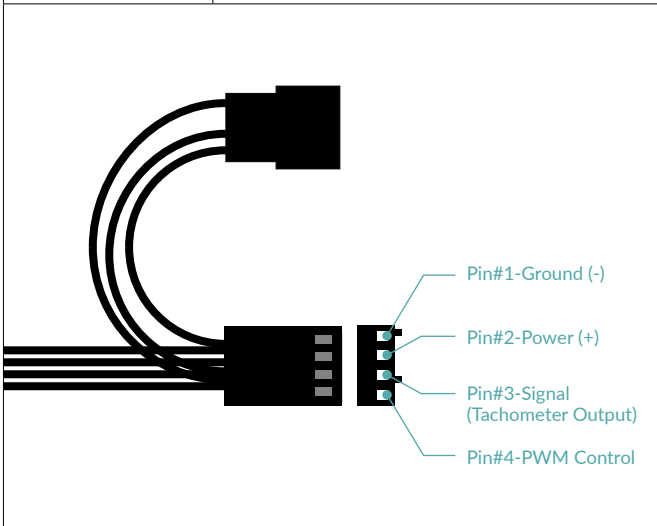 Pin#1-Ground (-)
Pin#2-Power (+)
Pin#3-Signal
(Tachometer Output)
Pin#4-PWM Control